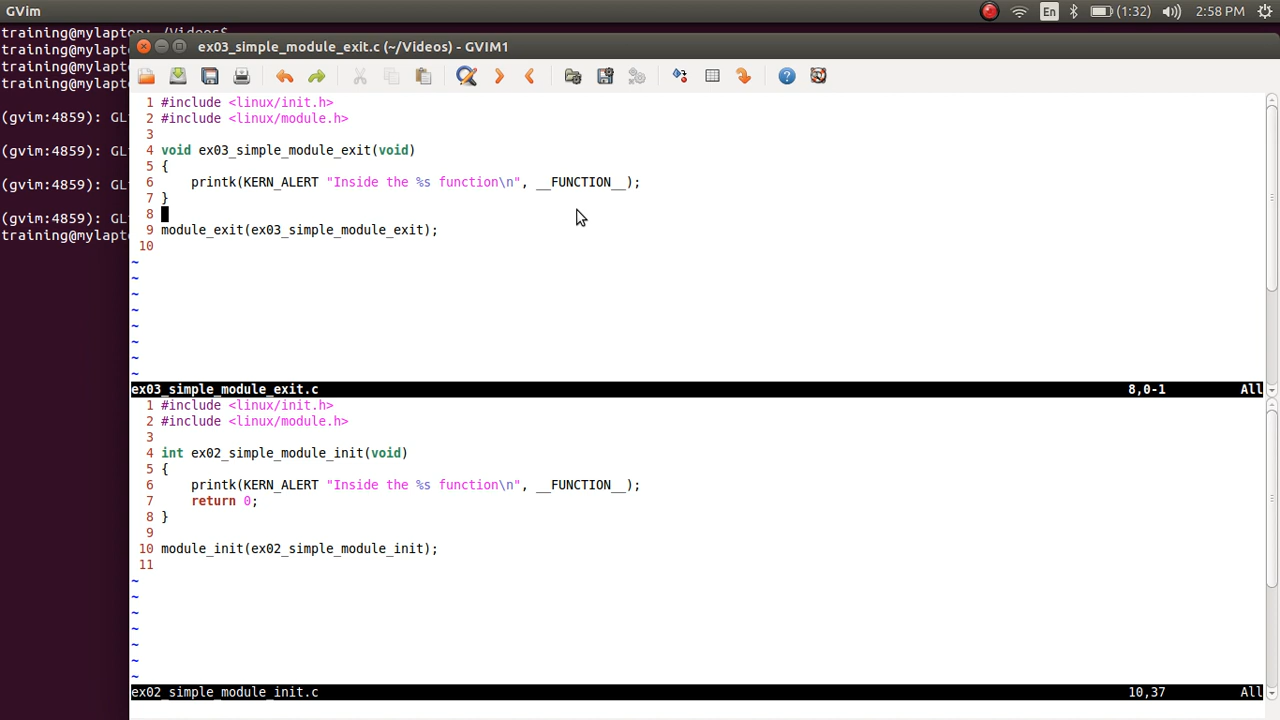 GVim
En
(1:32)
2:58 PM
training@mylaptop: ~/Videos$
training@mylapto
training@mylapto
training@mylapto
(gvim:4859): GL
(gvim:4859): GL
(gvim:4859): GL
(gvim:4859): GL
training@mylapto
ex03_simple_module_exit.c (~/Videos) - GVIM1
1 #include <linux/init.h>
2 #include <linux/module.h>
3
4 void ex03_simple_module_exit(void)
5 {
6     printk(KERN_ALERT "Inside the %s function\n", __FUNCTION__);
7 }
8
9 module_exit(ex03_simple_module_exit);
10
~
~
~
~
~
~
~
~
ex03_simple_module_exit.c 8,0-1 All
1 #include <linux/init.h>
2 #include <linux/module.h>
3
4 int ex02_simple_module_init(void)
5 {
6     printk(KERN_ALERT "Inside the %s function\n", __FUNCTION__);
7     return 0;
8 }
9
10 module_init(ex02_simple_module_init);
11
~
~
~
~
~
~
~
ex02_simple_module_init.c 10,37 All